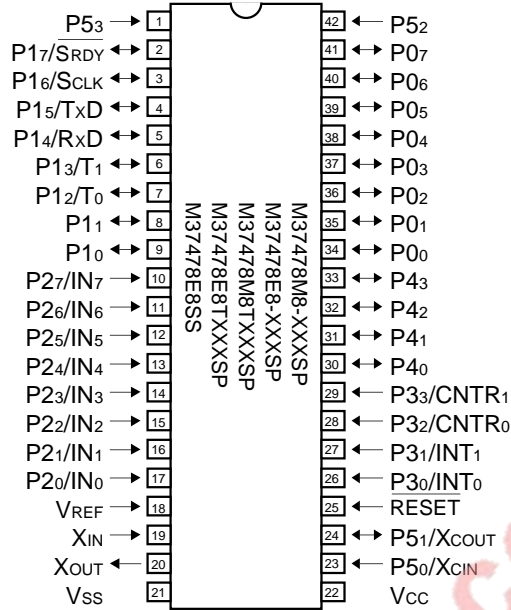 P53 1 42 P52
P17/SRDY 2 41 P07
P16/SCLK 3 40 P06
P15/TXD 4 39 P05
P14/RXD 5 38 P04
P13/T1 6 37 P03
P12/T0 7 36 P02
P11 8 35 P01
P10 9 34 P00
P27/IN7 10 33 P43
P26/IN6 11 32 P42
P25/IN5 12 31 P41
P24/IN4 13 30 P40
P23/IN3 14 29 P33/CNTR1
P22/IN2 15 28 P32/CNTR0
P21/IN1 16 27 P31/INT1
P20/IN0 17 26 P30/INT0
VREF 18 25 RESET
XIN 19 24 P51/XCOUT
XOUT 20 23 P50/XCIN
VSS 21 22 VCC
M37478M8-XXXSP
M37478E8-XXXSP
M37478M8TXXXSP
M37478E8TXXXSP
M37478E8SS